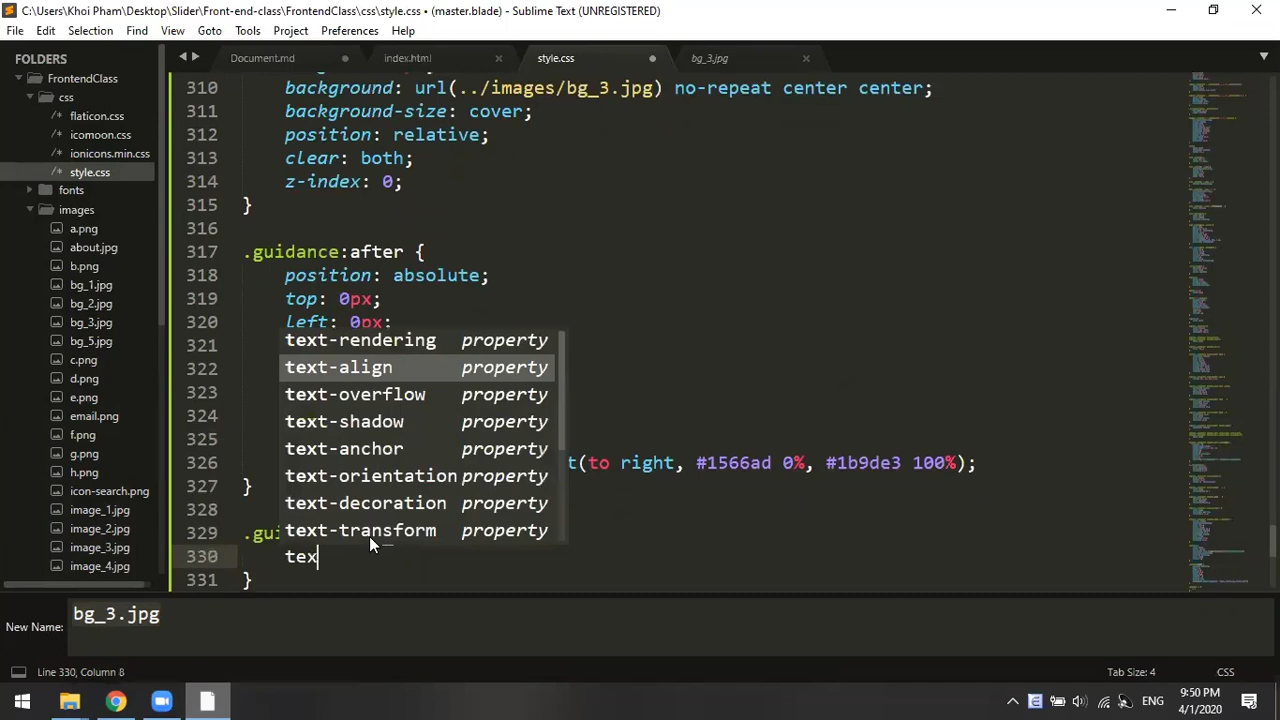 C:\Users\Khoi Pham\Desktop\Slider\Front-end-class\FrontendClass\css\style.css • (master.blade) - Sublime Text (UNREGISTERED)
File Edit Selection Find View Goto Tools Project Preferences Help
FOLDERS
FrontendClass
css
/* flaticon.css
/* icomoon.css
/* ionicons.min.css
/* style.css
fonts
images
a.png
about.jpg
b.png
bg_1.jpg
bg_2.jpg
bg_3.jpg
bg_5.jpg
c.png
d.png
e.png
email.png
f.png
g.png
h.png
icon-search.png
image_1.jpg
image_2.jpg
image_3.jpg
image_4.jpg
Document.md index.html style.css bg_3.jpg
310 background: url(../images/bg_3.jpg) no-repeat center center;
311 background-size: cover;
312 position: relative;
313 clear: both;
314 z-index: 0;
315 }
316
317 .guidance:after {
318 position: absolute;
319 top: 0px;
320 left: 0px;
321
322
323
324
325
326 t(to right, #1566ad 0%, #1b9de3 100%);
327 }
328
329 .gui
330 tex
331 }
text-rendering property
text-align property
text-overflow property
text-shadow property
text-anchor property
text-orientation property
text-decoration property
text-transform property
New Name: bg_3.jpg
Line 330, Column 8 Tab Size: 4 CSS
ENG 9:50 PM
4/1/2020